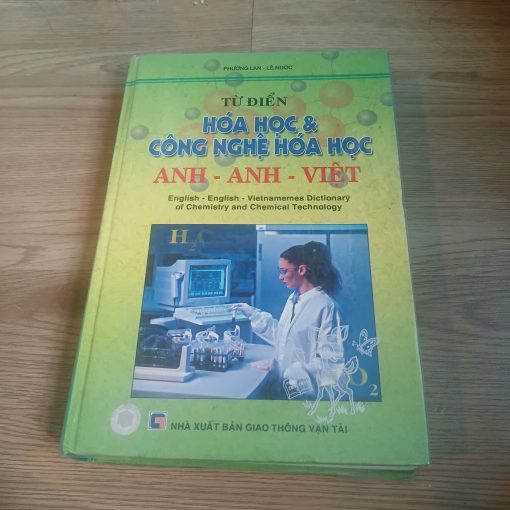 PHƯƠNG LAN - LÊ NGỌC
TỪ ĐIỂN
HÓA HỌC &
CÔNG NGHỆ HÓA HỌC
ANH - ANH - VIỆT
English - English - Vietnamemes Dictionary
of Chemistry and Chemical Technology
H2O
O2
NHÀ XUẤT BẢN GIAO THÔNG VẬN TẢI